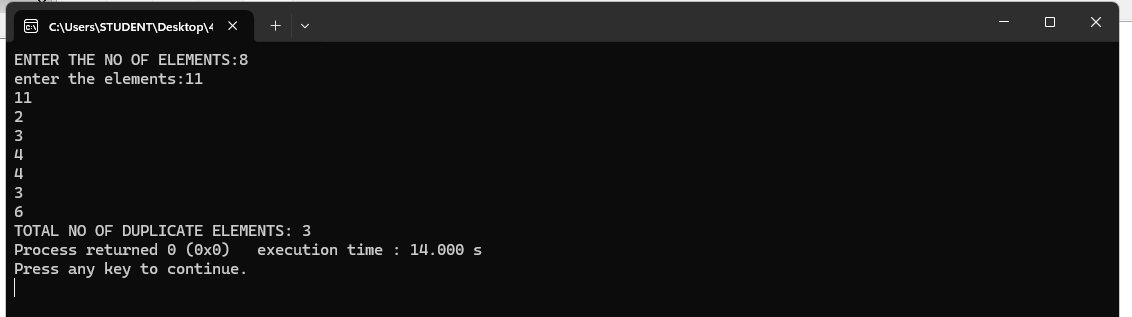 C:\Users\STUDENT\Desktop\4
ENTER THE NO OF ELEMENTS:8
enter the elements:11
11
2
3
4
4
3
6
TOTAL NO OF DUPLICATE ELEMENTS: 3
Process returned 0 (0x0)   execution time : 14.000 s
Press any key to continue.